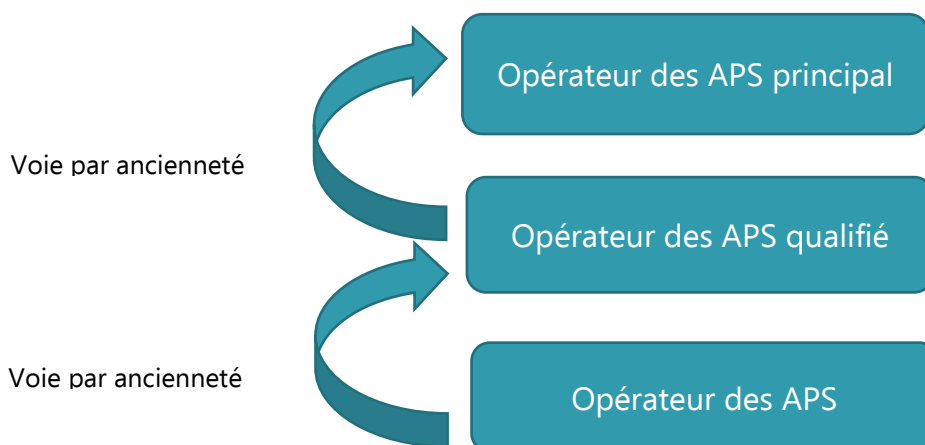 Opérateur des APS principal
Voie par ancienneté
Opérateur des APS qualifié
Voie par ancienneté
Opérateur des APS